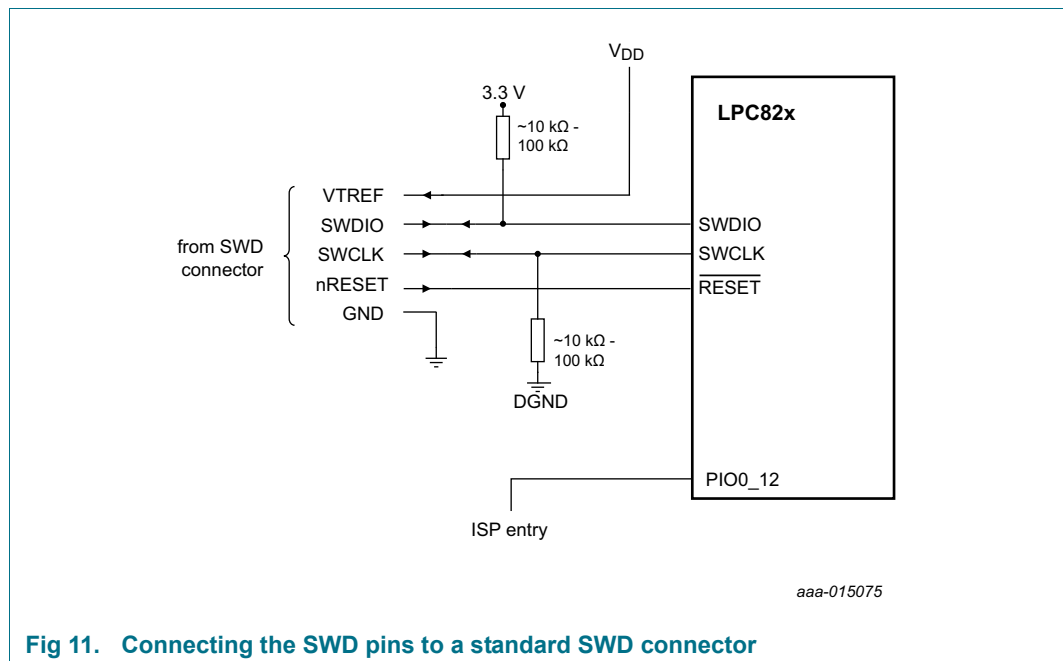 VDD
3.3 V
LPC82x
~10 kΩ -
100 kΩ
VTREF
SWDIO
SWDIO
from SWD
connector
SWCLK
SWCLK
nRESET
RESET
GND
~10 kΩ -
100 kΩ
DGND
PIO0_12
ISP entry
aaa-015075
Fig 11. Connecting the SWD pins to a standard SWD connector